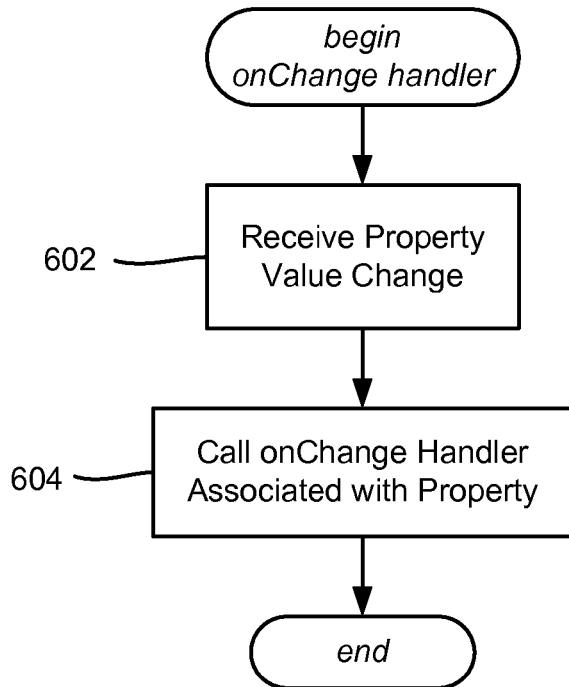 begin
onChange handler
602
Receive Property
Value Change
604
Call onChange Handler
Associated with Property
end